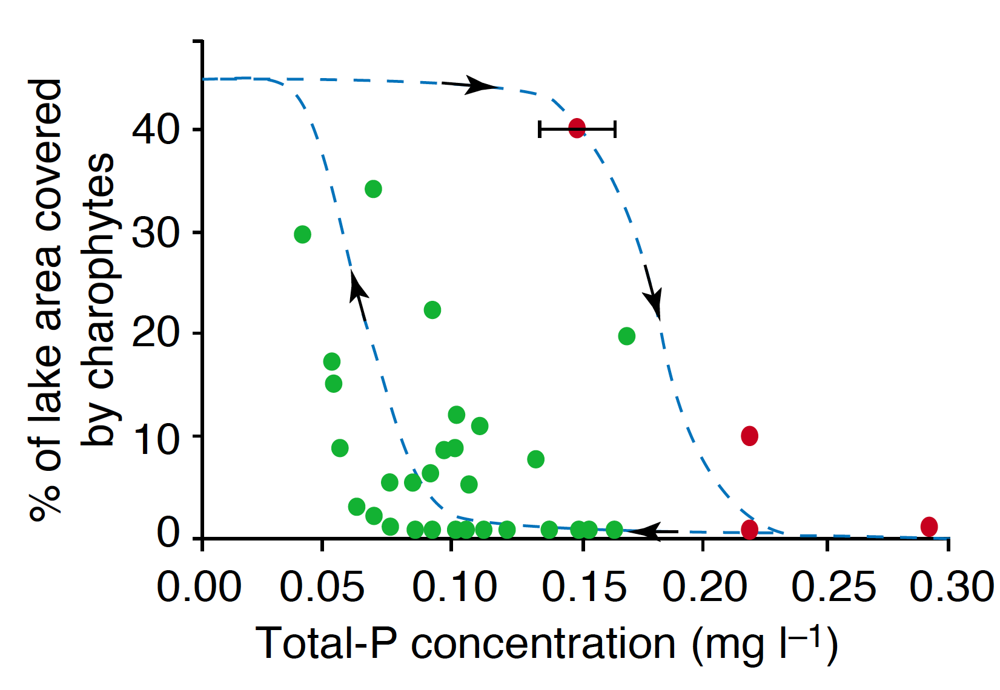 % of lake area covered
by charophytes
40
30
20
10
0
0.00 0.05 0.10 0.15 0.20 0.25 0.30
Total-P concentration (mg l–1)